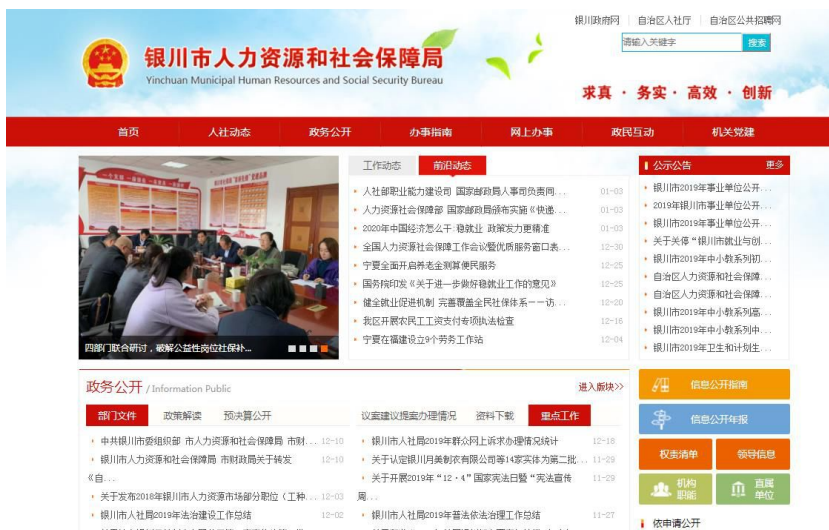 银川政府网 自治区人社厅 自治区公共招聘网
请输入关键字 搜索
银川市人力资源和社会保障局
Yinchuan Municipal Human Resources and Social Security Bureau
求真 · 务实 · 高效 · 创新
首页 人社动态 政务公开 办事指南 网上办事 政民互动 机关党建
四部门联合研讨，破解公益性岗位社保补...
工作动态 前沿动态
人社部职业能力建设司 国家邮政局人事司负责同... 01-03
人力资源社会保障部 国家邮政局颁布实施《快递... 01-03
2020年中国经济怎么干:稳就业 政策发力更精准 01-03
全国人力资源社会保障工作会议暨优质服务窗口表... 12-30
宁夏全面开启养老金测算便民服务 12-25
国务院印发《关于进一步做好稳就业工作的意见》 12-25
健全就业促进机制 完善覆盖全民社保体系——访... 12-20
我区开展农民工工资支付专项执法检查 12-16
宁夏在福建设立9个劳务工作站 12-04
公示公告 更多
银川市2019年事业单位公开...
2019年银川市事业单位公开...
银川市2019年事业单位公开...
关于关停“银川市就业与创...
银川市2019年中小教系列初...
自治区人力资源和社会保障...
自治区人力资源和社会保障...
银川市2019年中小教系列高...
银川市2019年中小教系列中...
银川市2019年卫生和计划生...
政务公开 / Information Public 进入版块>>
部门文件 政策解读 预决算公开
中共银川市委组织部 市人力资源和社会保障局 市财... 12-10
银川市人力资源和社会保障局 市财政局关于转发 12-10
《自...
关于发布2018年银川市人力资源市场部分职位（工种... 12-03
银川市人社局2019年法治建设工作总结 12-02
议案建议提案办理情况 资料下载 重点工作
银川市人社局2019年群众网上诉求办理情况统计 12-18
关于认定银川月美制衣有限公司等14家实体为第二批... 11-29
关于开展2019年“12·4”国家宪法日暨“宪法宣传 11-29
周...
银川市人社局2019年普法依法治理工作总结 11-27
信息公开指南
信息公开年报
权责清单 领导信息
机构职能 直属单位
依申请公开